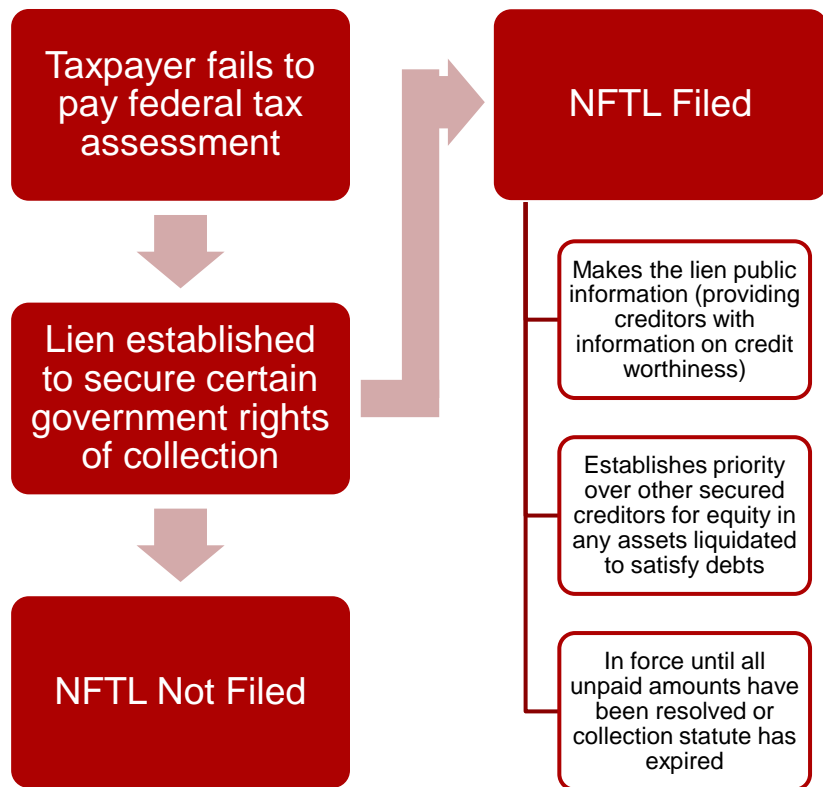 Taxpayer fails to
pay federal tax
assessment
Lien established
to secure certain
government rights
of collection
NFTL Not Filed
NFTL Filed
Makes the lien public
information (providing
creditors with
information on credit
worthiness)
Establishes priority
over other secured
creditors for equity in
any assets liquidated
to satisfy debts
In force until all
unpaid amounts have
been resolved or
collection statute has
expired